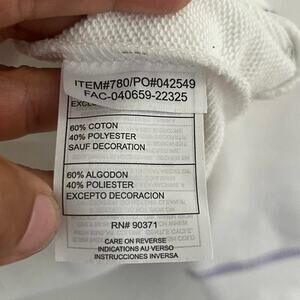 ITEM#780/PO#042549
FAC-040659-22325
60% COTON
40% POLYESTER
SAUF DECORATION
60% ALGODON
40% POLIESTER
EXCEPTO DECORACION
RN# 90371
CARE ON REVERSE
INDICATIONS AU VERSO
INSTRUCCIONES INVERSA